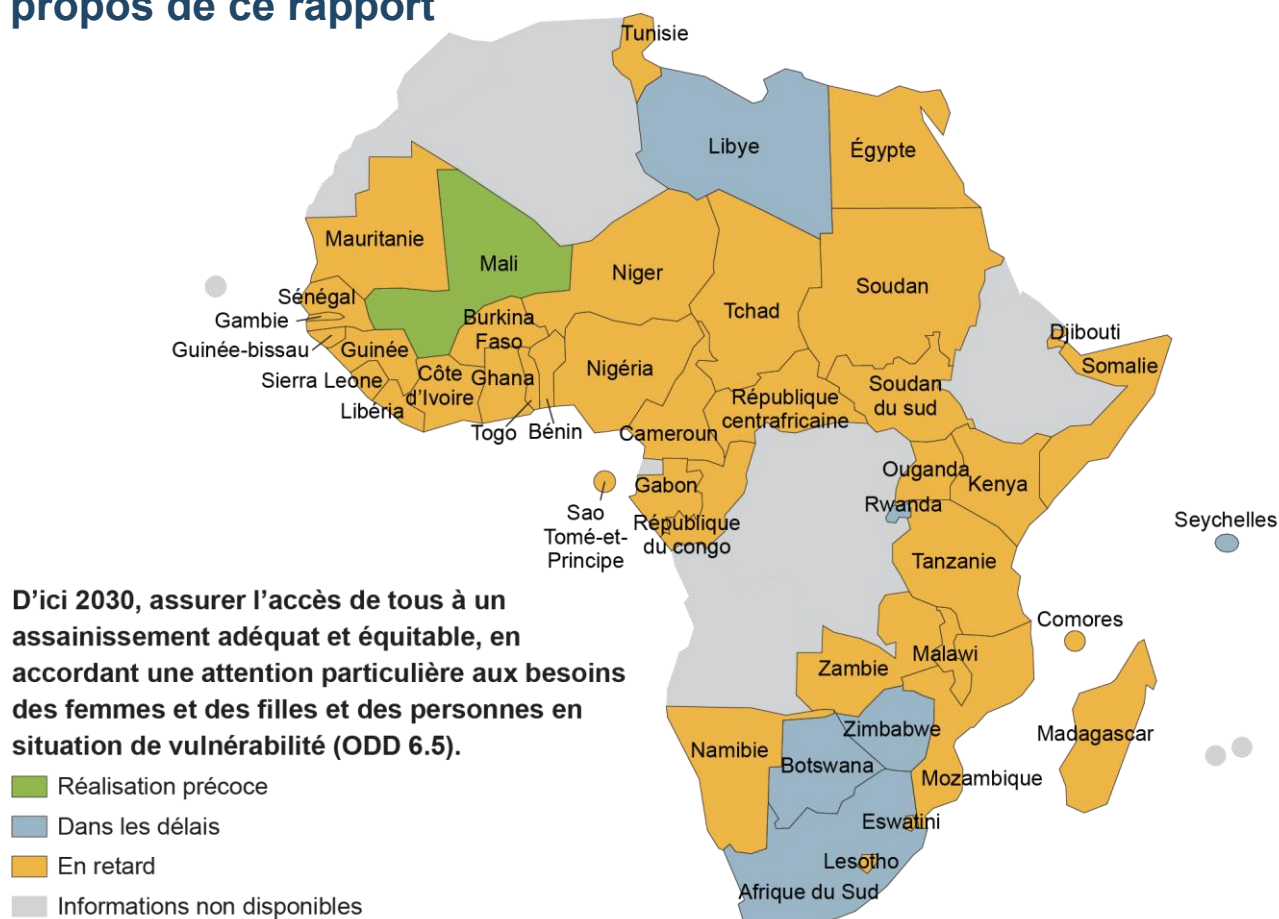 propos de ce rapport
Tunisie
Libye
Égypte
Mauritanie
Mali
Niger
Tchad
Soudan
Sénégal
Gambie
Guinée-bissau
Guinée
Burkina
Faso
Djibouti
Somalie
Sierra Leone
Libéria
Côte
d'Ivoire
Ghana
Togo
Bénin
Nigéria
Cameroun
République
centrafricaine
Soudan
du sud
Ouganda
Kenya
Rwanda
Gabon
Sao
Tomé-et-
Principe
République
du congo
Tanzanie
Seychelles
Comores
Malawi
Zambie
Zimbabwe
Madagascar
Namibie
Botswana
Mozambique
Eswatini
Lesotho
Afrique du Sud
D'ici 2030, assurer l'accès de tous à un
assainissement adéquat et équitable, en
accordant une attention particulière aux besoins
des femmes et des filles et des personnes en
situation de vulnérabilité (ODD 6.5).
Réalisation précoce
Dans les délais
En retard
Informations non disponibles